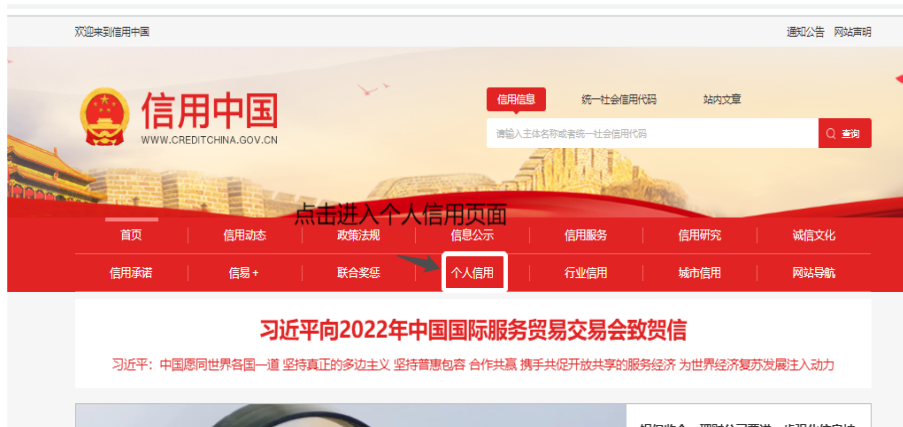 欢迎来到信用中国
通知公告 网站声明
信用信息 统一社会信用代码 站内文章
信用中国
WWW.CREDITCHINA.GOV.CN
请输入主体名称或者统一社会信用代码
查询
点击进入个人信用页面
首页 信用动态 政策法规 信息公示 信用服务 信用研究 诚信文化
信用承诺 信易+ 联合奖惩 个人信用 行业信用 城市信用 网站导航
习近平向2022年中国国际服务贸易交易会致贺信
习近平：中国愿同世界各国一道 坚持真正的多边主义 坚持普惠包容 合作共赢 携手共促开放共享的服务经济 为世界经济复苏发展注入动力